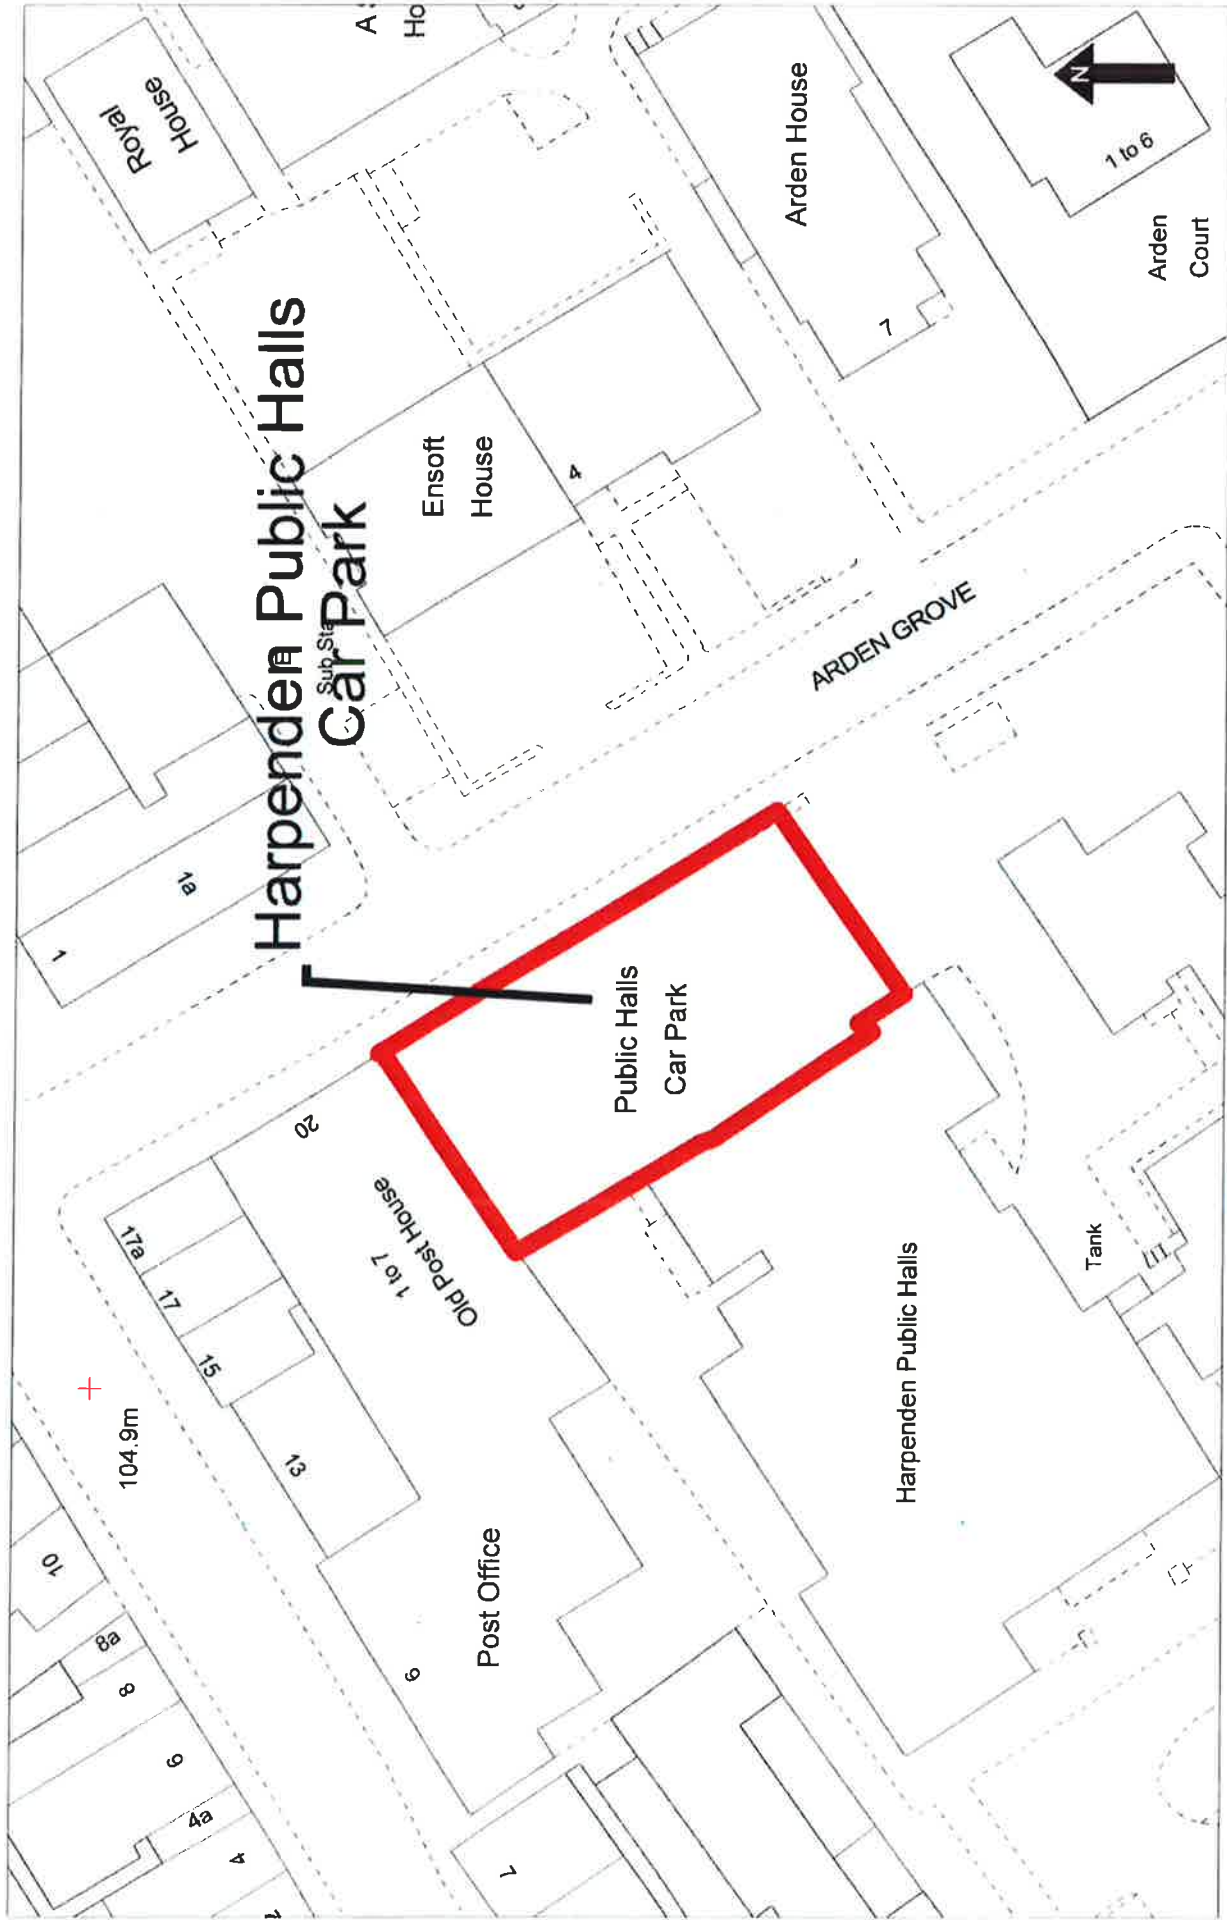 Harpenden Public Halls
Car Park
Sub Sta
Royal
House
A
Ho
Arden House
7
1 to 6
Arden
Court
N
Ensoft
House
4
ARDEN GROVE
1
1a
Public Halls
Car Park
20
Old Post House
1 to 7
17a
17
15
13
104.9m
Post Office
9
Harpenden Public Halls
Tank
10
8a
8
6
4a
4
7